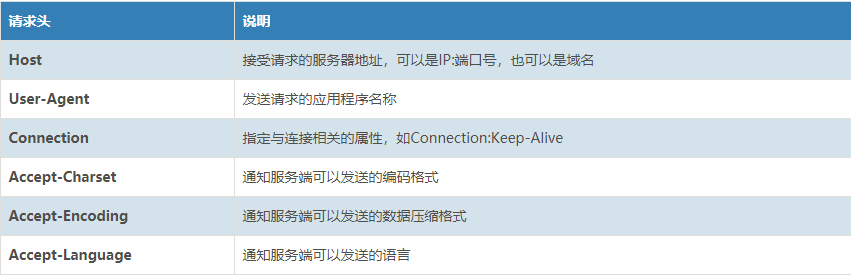 请求头 说明
Host 接受请求的服务器地址，可以是IP:端口号，也可以是域名
User-Agent 发送请求的应用程序名称
Connection 指定与连接相关的属性，如Connection:Keep-Alive
Accept-Charset 通知服务端可以发送的编码格式
Accept-Encoding 通知服务端可以发送的数据压缩格式
Accept-Language 通知服务端可以发送的语言